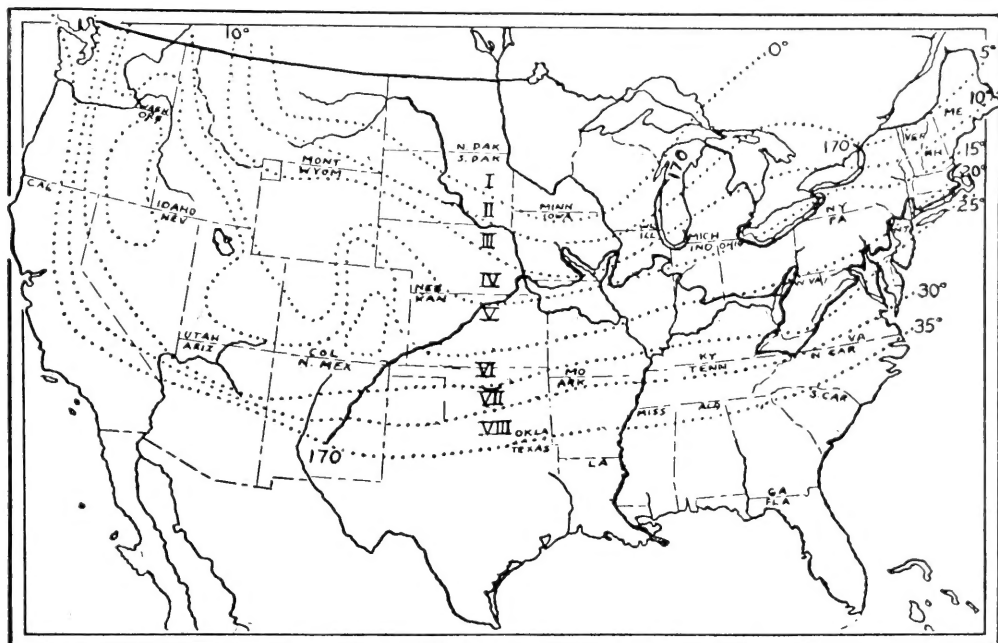 10°
0°
5°
10°
15°
20°
25°
30°
35°
WASH
ORE
CAL
IDAHO
NEV
UTAH
ARIZ
MONT
WYOM
COL
N. MEX
N. DAK
S. DAK
I
II
III
IV
V
VI
VII
VIII
NEB
KAN
OKLA
TEXAS
MINN
IOWA
MO
ARK
LA
ILL
170
MICH
IND OHIO
KY
TENN
MISS
ALA
GA
FLA
S. CAR
VA
N. CAR
W VA
NY
PA
VER
NH
ME
170
170